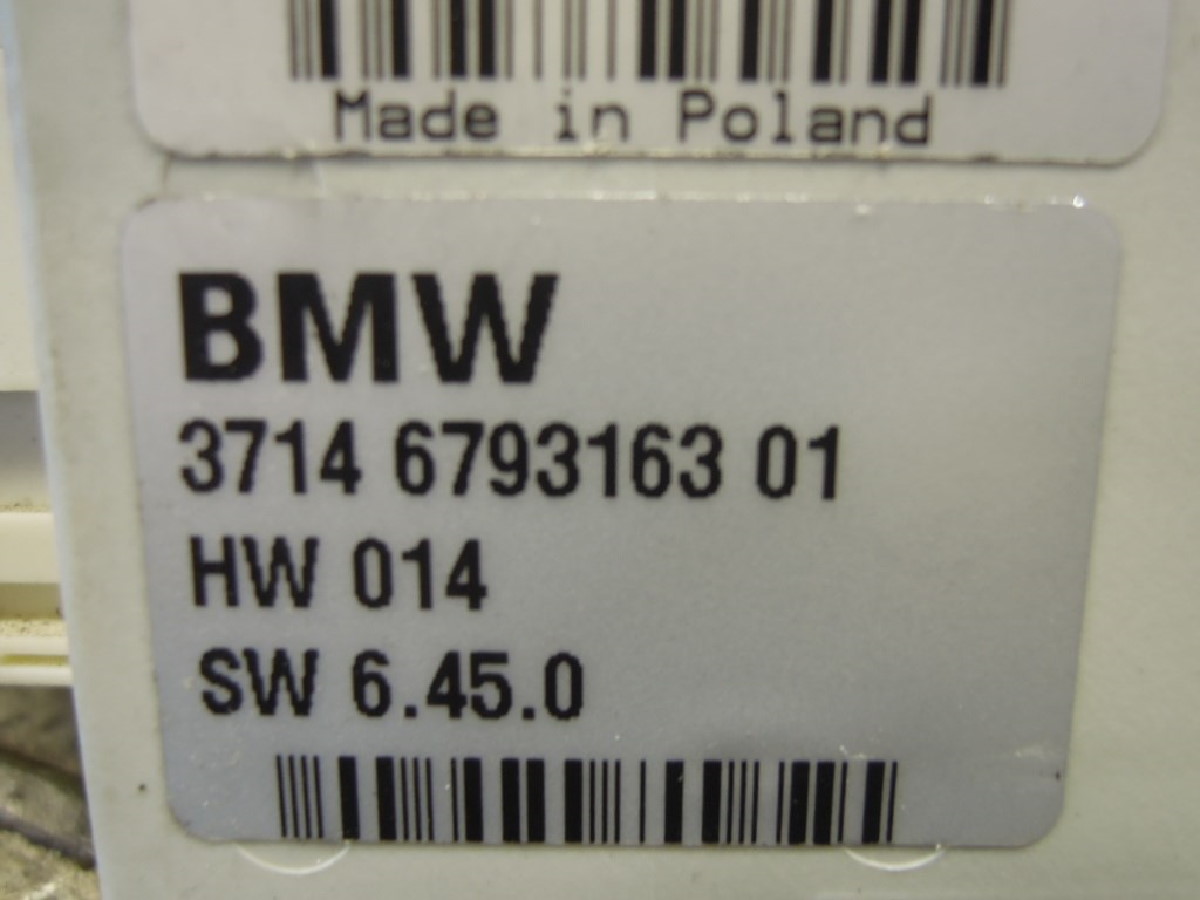 Made in Poland
BMW
3714 6793163 01
HW 014
SW 6.45.0